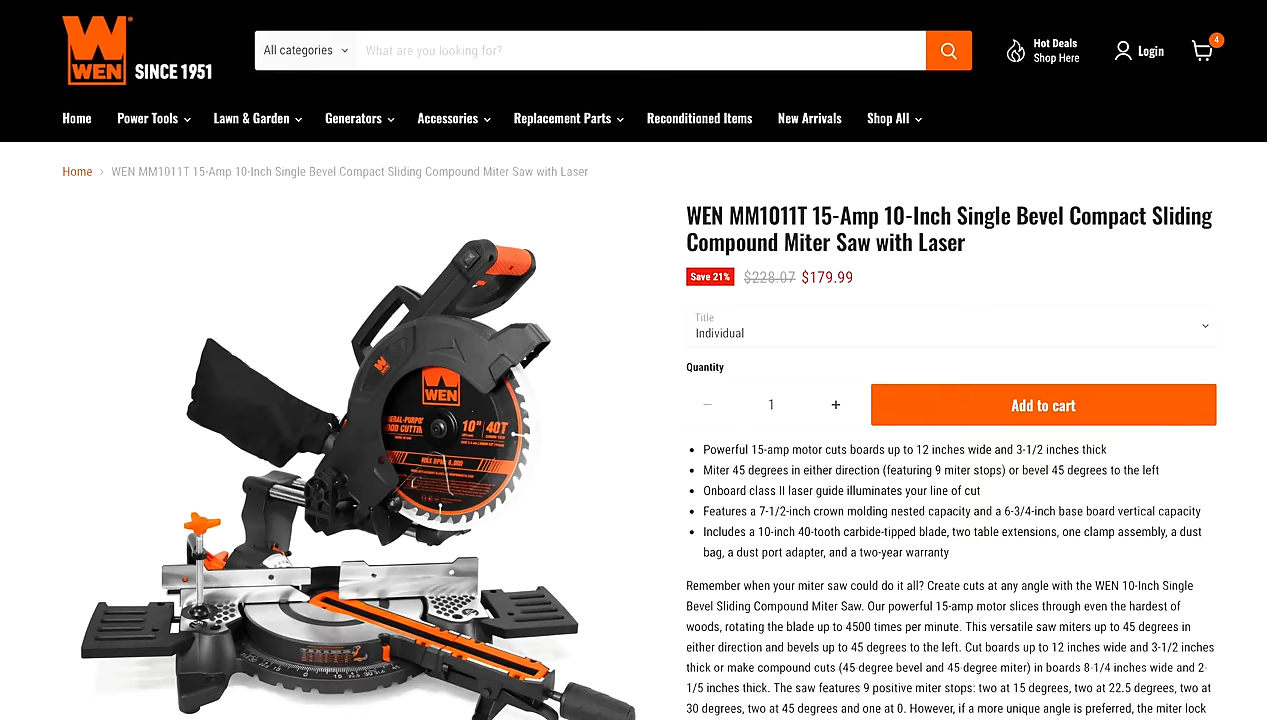 WEN
SINCE 1951
All categories
What are you looking for?
Hot Deals
Shop Here
Login
4
Home
Power Tools
Lawn & Garden
Generators
Accessories
Replacement Parts
Reconditioned Items
New Arrivals
Shop All
Home › WEN MM1011T 15-Amp 10-Inch Single Bevel Compact Sliding Compound Miter Saw with Laser
WEN MM1011T 15-Amp 10-Inch Single Bevel Compact Sliding
Compound Miter Saw with Laser
Save 21% $228.07 $179.99
Title
Individual
Quantity
− 1 +
Add to cart
• Powerful 15-amp motor cuts boards up to 12 inches wide and 3-1/2 inches thick
• Miter 45 degrees in either direction (featuring 9 miter stops) or bevel 45 degrees to the left
• Onboard class II laser guide illuminates your line of cut
• Features a 7-1/2-inch crown molding nested capacity and a 6-3/4-inch base board vertical capacity
• Includes a 10-inch 40-tooth carbide-tipped blade, two table extensions, one clamp assembly, a dust
bag, a dust port adapter, and a two-year warranty
Remember when your miter saw could do it all? Create cuts at any angle with the WEN 10-Inch Single
Bevel Sliding Compound Miter Saw. Our powerful 15-amp motor slices through even the hardest of
woods, rotating the blade up to 4500 times per minute. This versatile saw miters up to 45 degrees in
either direction and bevels up to 45 degrees to the left. Cut boards up to 12 inches wide and 3-1/2 inches
thick or make compound cuts (45-degree bevel and 45 degree miter) in boards 8-1/4 inches wide and 2-
1/5 inches thick. The saw features 9 positive miter stops: two at 15 degrees, two at 22.5 degrees, two at
30 degrees, two at 45 degrees and one at 0. However, if a more unique angle is preferred, the miter lock
WEN
10" 40T
MAX RPM 6,000